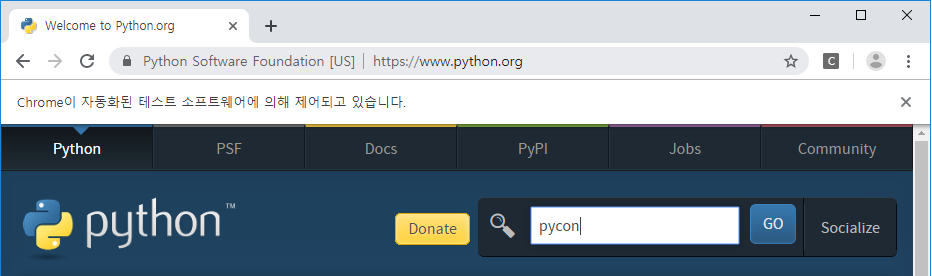 Welcome to Python.org
Python Software Foundation [US] | https://www.python.org
C
Chrome이 자동화된 테스트 소프트웨어에 의해 제어되고 있습니다.
Python PSF Docs PyPI Jobs Community
python™
Donate pycon GO Socialize